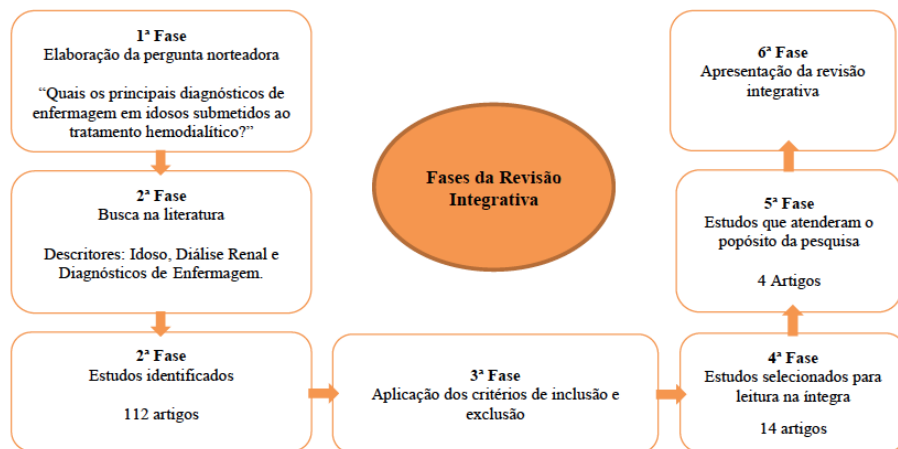 1ª Fase
Elaboração da pergunta norteadora
“Quais os principais diagnósticos de
enfermagem em idosos submetidos ao
tratamento hemodialítico?”
2ª Fase
Busca na literatura
Descritores: Idoso, Diálise Renal e
Diagnósticos de Enfermagem.
2ª Fase
Estudos identificados
112 artigos
Fases da Revisão
Integrativa
3ª Fase
Aplicação dos critérios de inclusão e
exclusão
4ª Fase
Estudos selecionados para
leitura na íntegra
14 artigos
5ª Fase
Estudos que atenderam o
popósito da pesquisa
4 Artigos
6ª Fase
Apresentação da revisão
integrativa